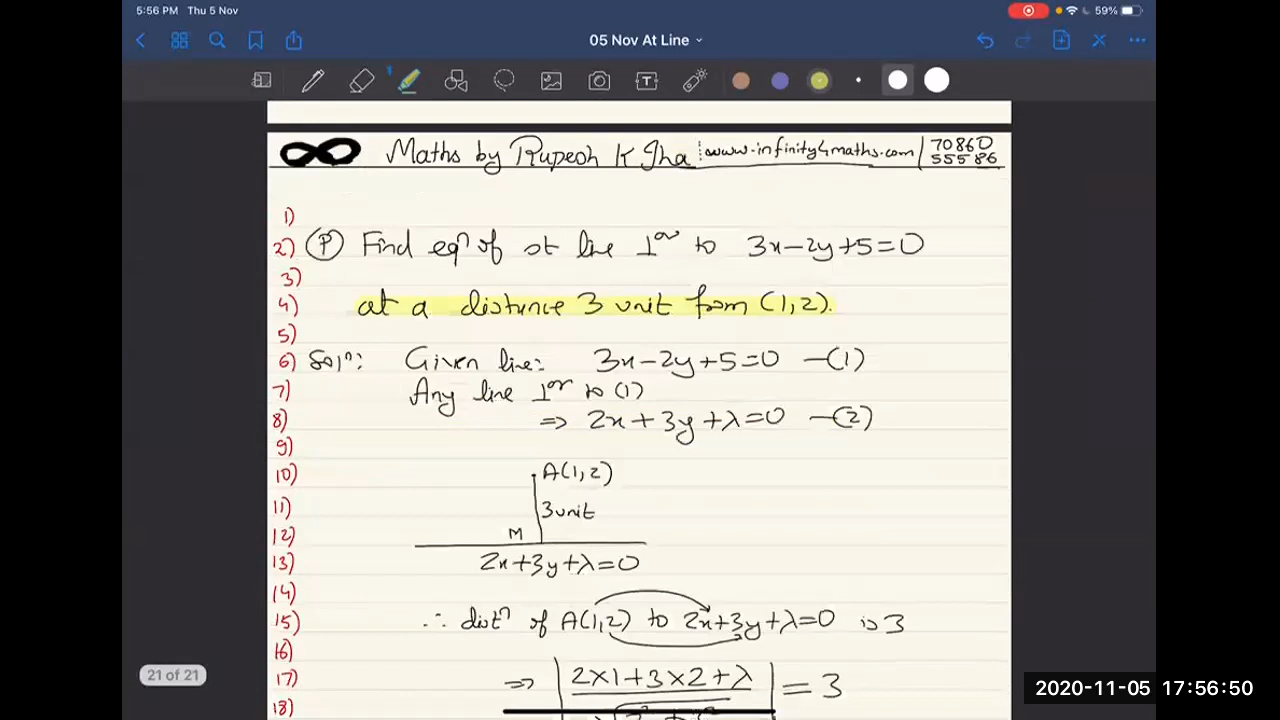 5:56 PM Thu 5 Nov
59%
05 Nov At Line
T
Maths by Rupesh K Jha www.infinity4maths.com 70860 55586
1)
2) (P) Find eqn of st line ⊥ar to 3x-2y+5=0
3)
4) at a distance 3 unit from (1,2).
5)
6) Soln: Given line: 3x-2y+5=0 -(1)
7) Any line ⊥ar to (1)
8) ⇒ 2x+3y+λ=0 -(2)
9)
10) A(1,2)
11) 3unit
12) M
13) 2x+3y+λ=0
14)
15) ∴ distn of A(1,2) to 2x+3y+λ=0 is 3
16)
17) ⇒ | 2x1+3x2+λ | = 3
18)
21 of 21
2020-11-05 17:56:50